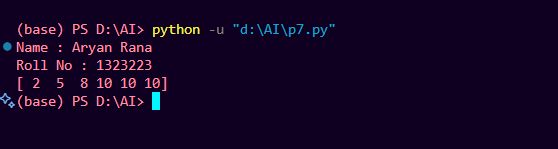 (base) PS D:\AI> python -u "d:\AI\p7.py"
Name : Aryan Rana
Roll No : 1323223
[ 2  5  8 10 10 10]
(base) PS D:\AI>